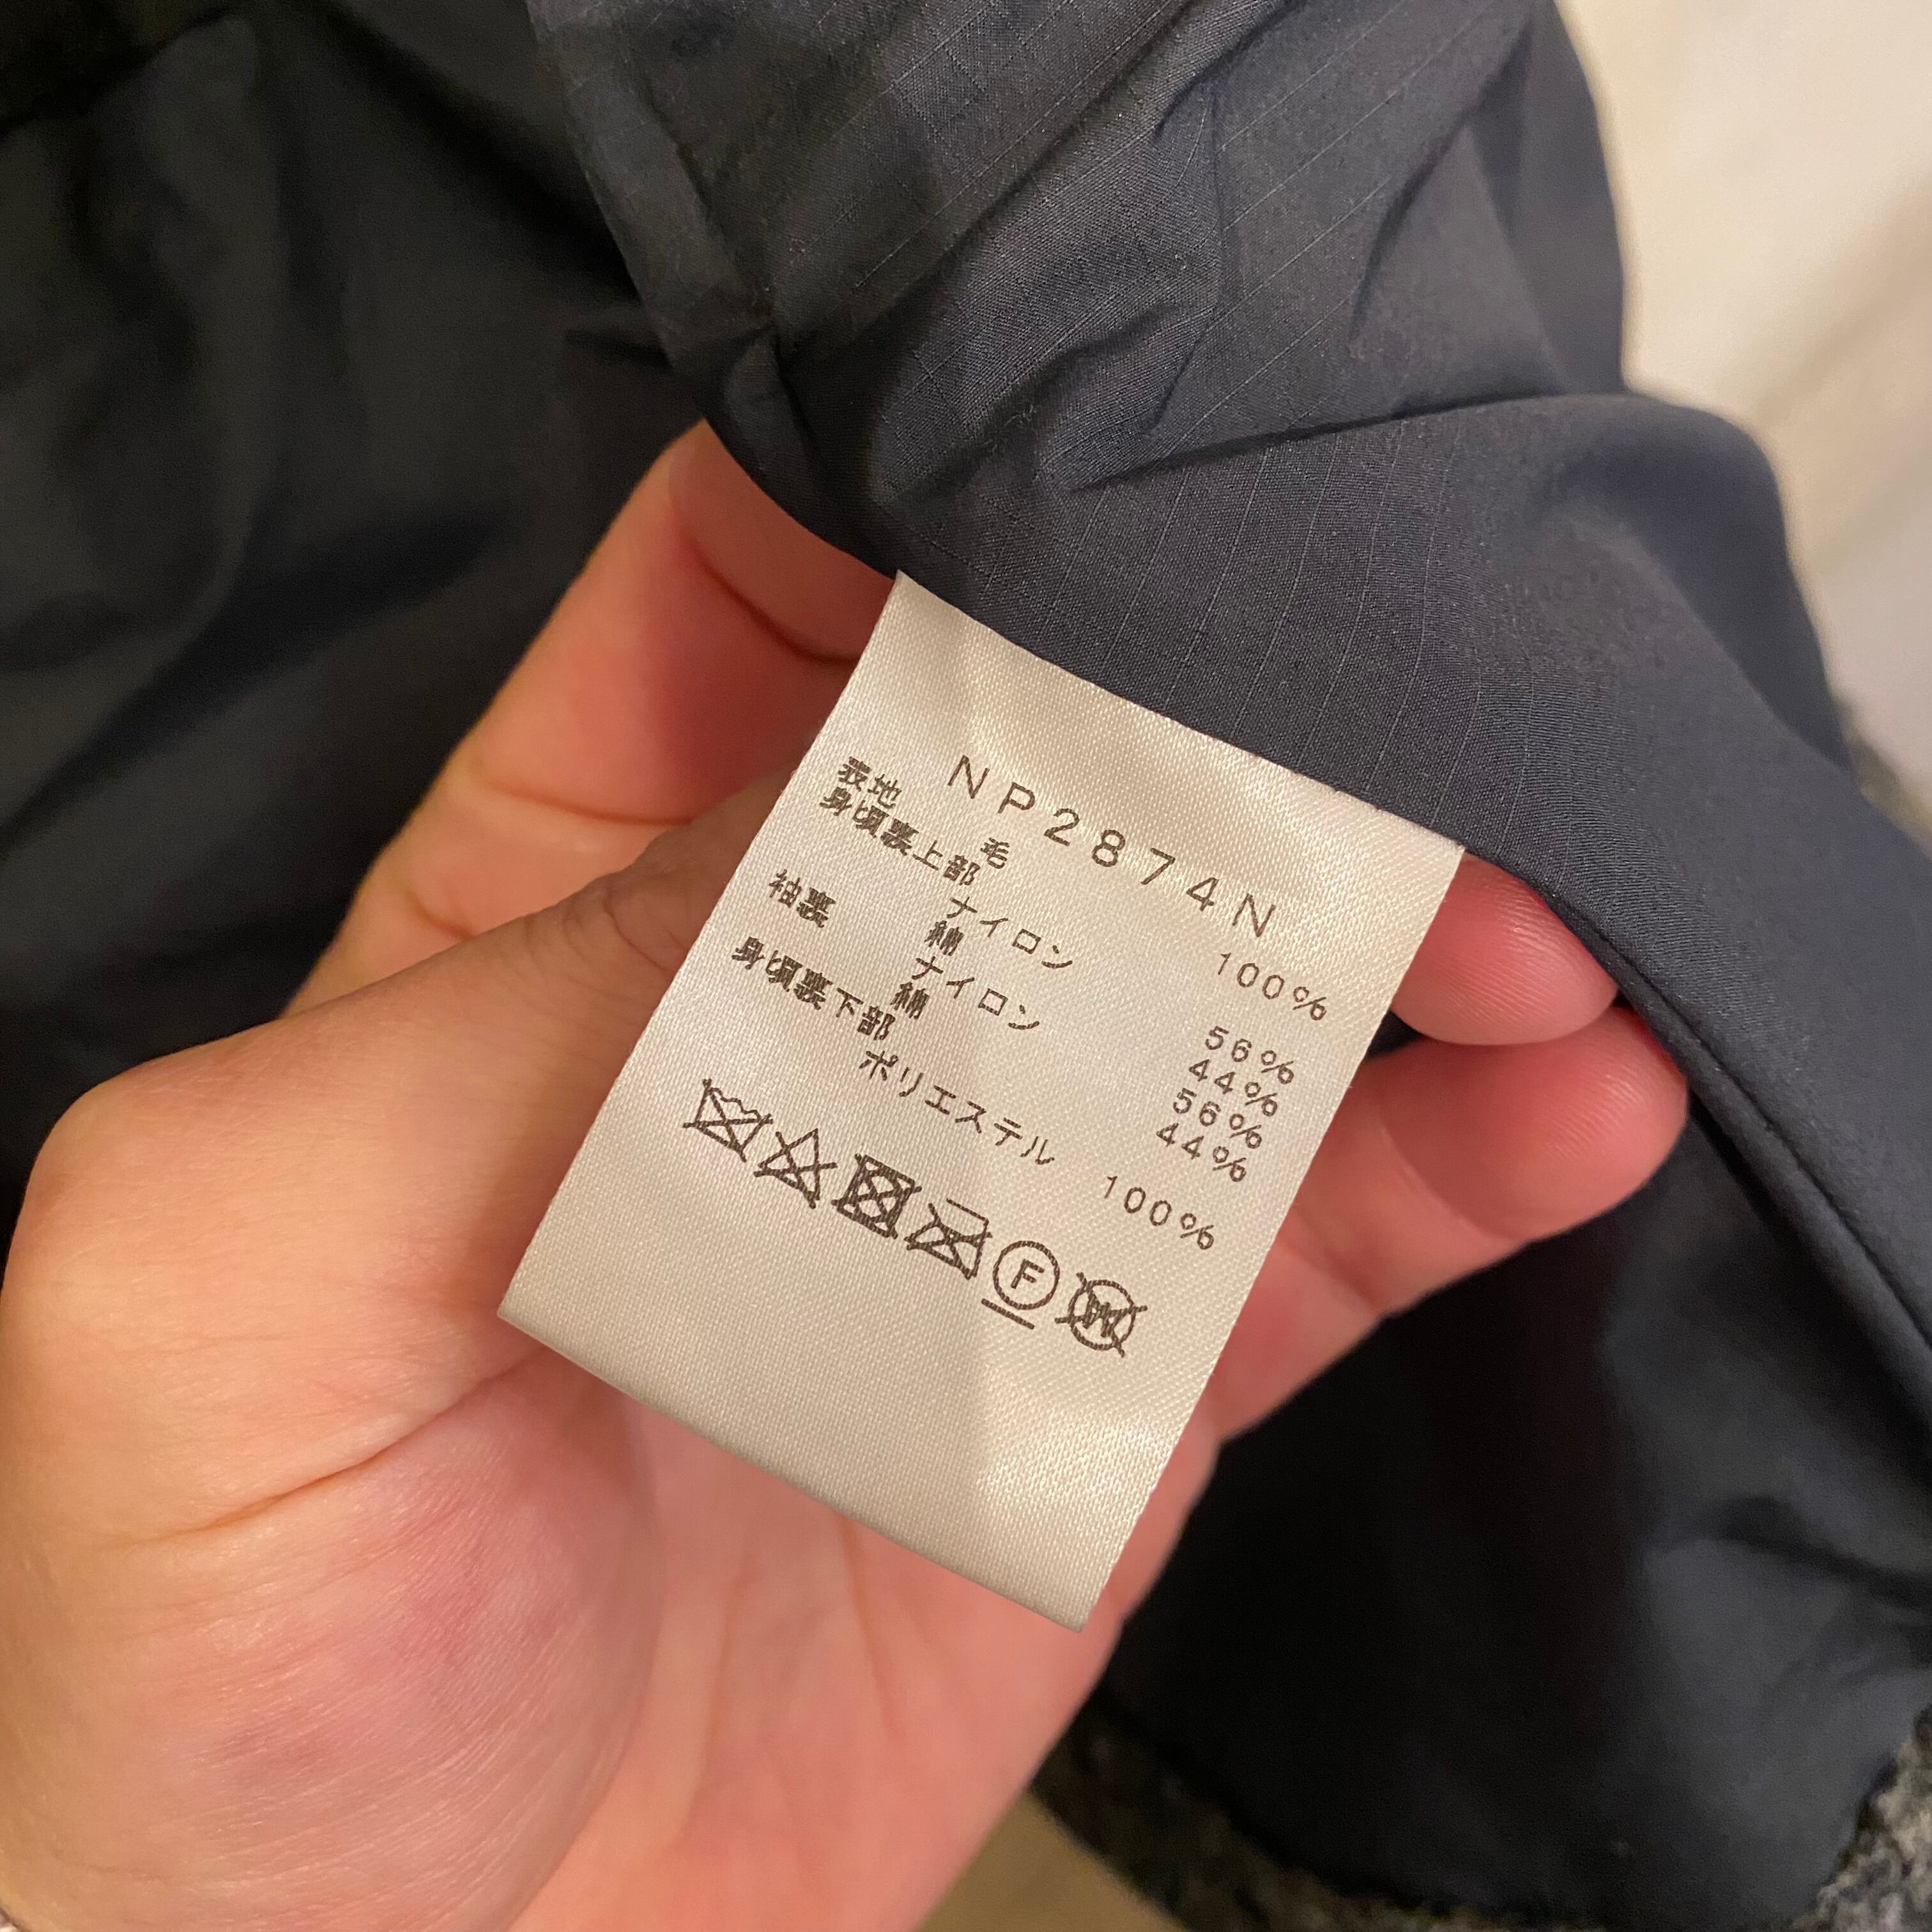 NP2874N
表地
毛 100%
身頃裏上部
ナイロン 56%
綿 44%
袖裏
ナイロン 56%
綿 44%
身頃裏下部
ポリエステル 100%
F
W